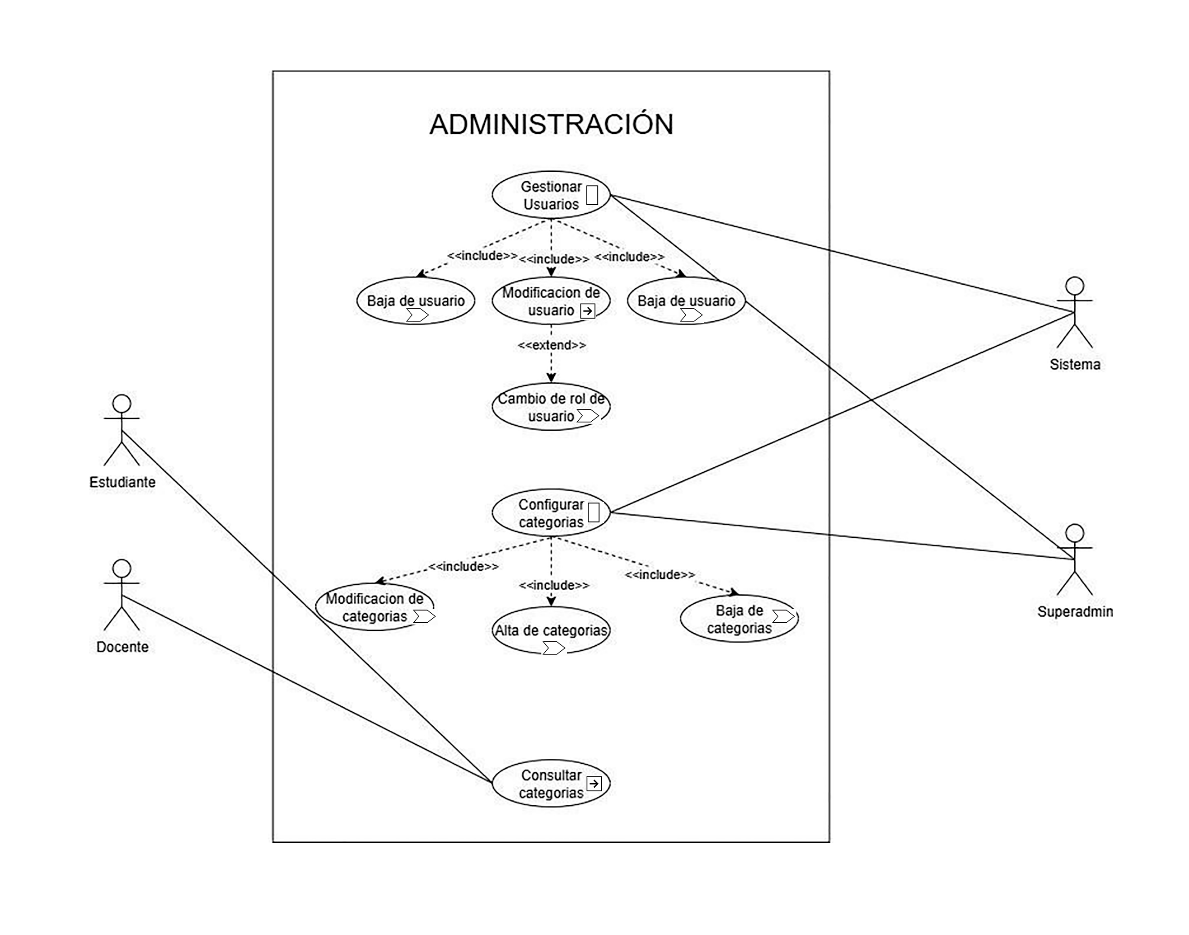 ADMINISTRACIÓN
Gestionar
Usuarios
<<include>>
<<include>>
<<include>>
Baja de usuario
Modificacion de
usuario
Baja de usuario
<<extend>>
Cambio de rol de
usuario
Sistema
Estudiante
Configurar
categorias
<<include>>
<<include>>
<<include>>
Modificacion de
categorias
Alta de categorias
Baja de
categorias
Superadmin
Docente
Consultar
categorias